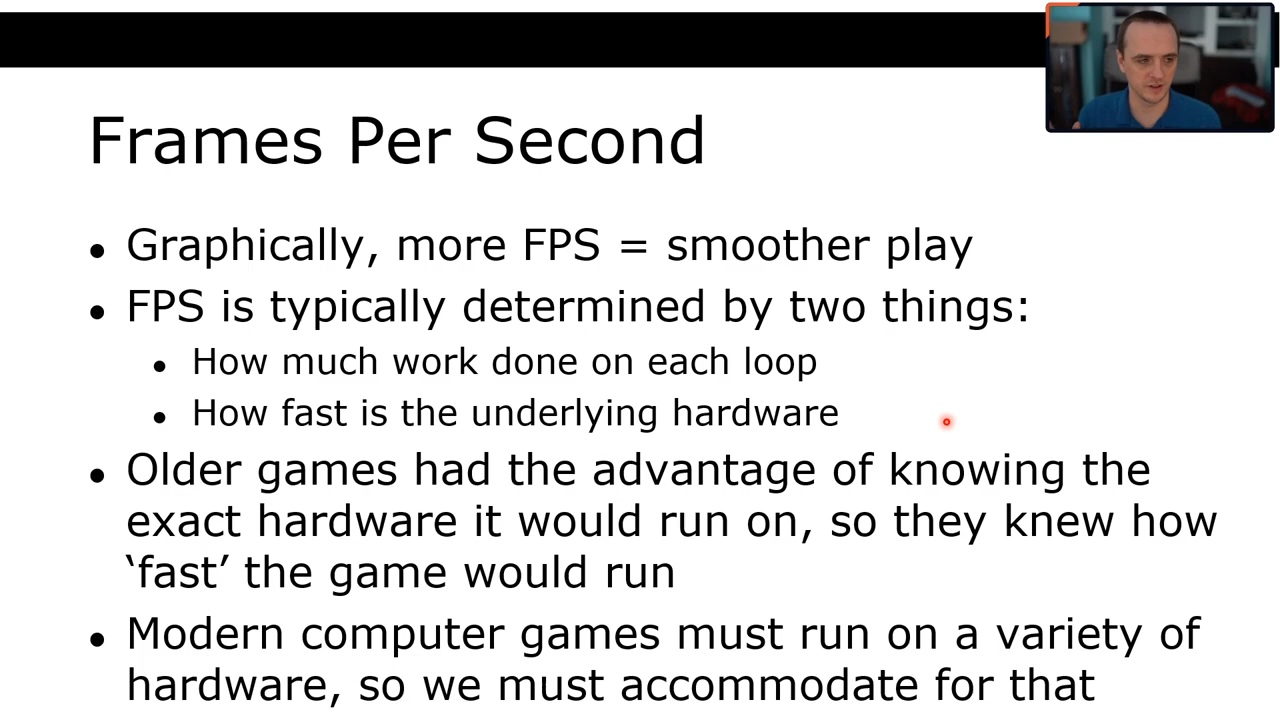 Frames Per Second
• Graphically, more FPS = smoother play
• FPS is typically determined by two things:
• How much work done on each loop
• How fast is the underlying hardware
• Older games had the advantage of knowing the
exact hardware it would run on, so they knew how
‘fast’ the game would run
• Modern computer games must run on a variety of
hardware, so we must accommodate for that